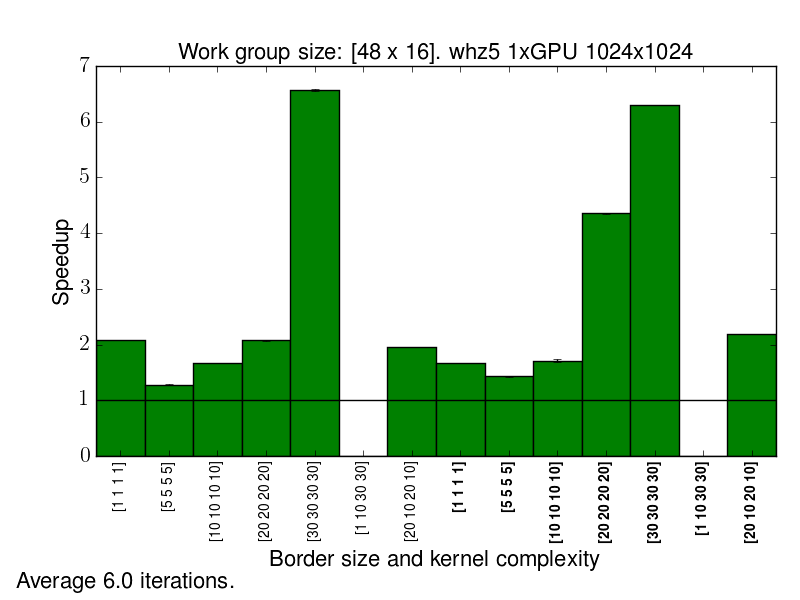 Work group size: [48 x 16]. whz5 1xGPU 1024x1024
7
6
5
4
3
2
1
0
Speedup
[1 1 1 1]
[5 5 5 5]
[10 10 10 10]
[20 20 20 20]
[30 30 30 30]
[1 10 30 30]
[20 10 20 10]
[1 1 1 1]
[5 5 5 5]
[10 10 10 10]
[20 20 20 20]
[30 30 30 30]
[1 10 30 30]
[20 10 20 10]
Border size and kernel complexity
Average 6.0 iterations.